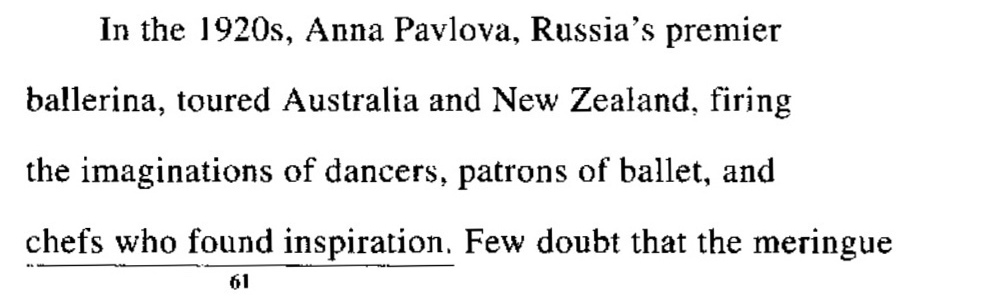 In the 1920s, Anna Pavlova, Russia's premier
ballerina, toured Australia and New Zealand, firing
the imaginations of dancers, patrons of ballet, and
chefs who found inspiration. Few doubt that the meringue
61